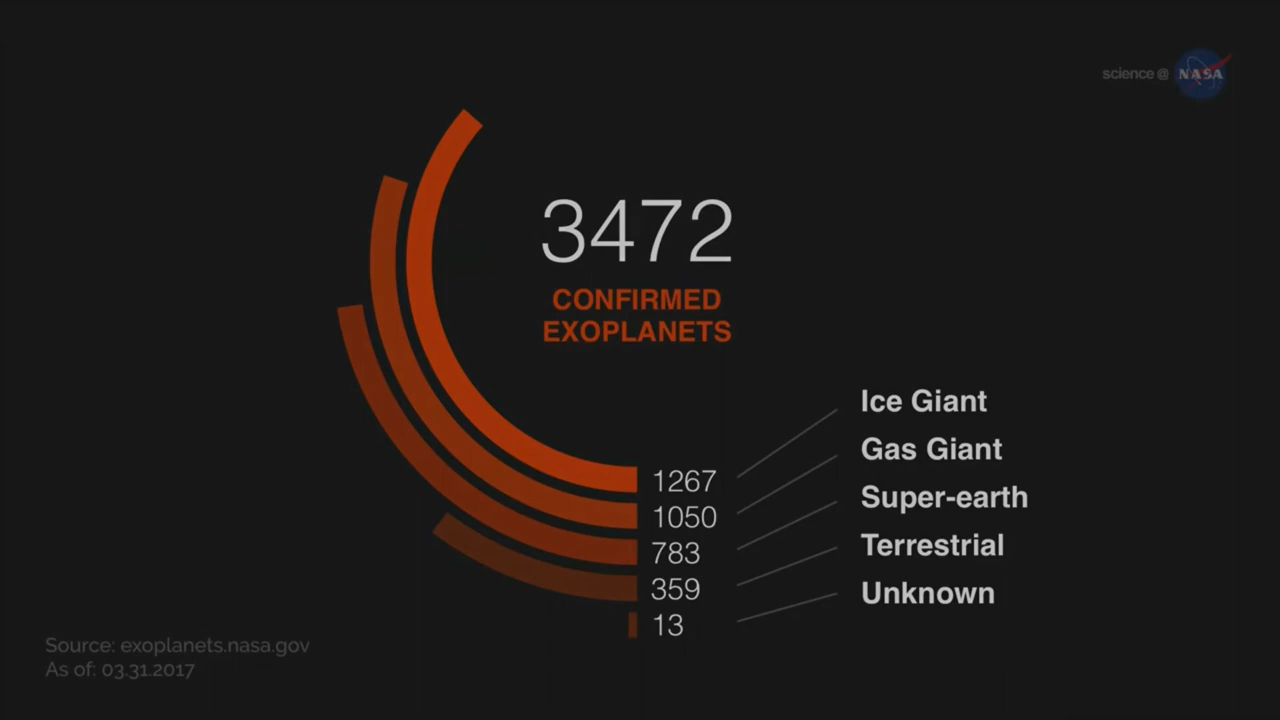 science@ NASA
3472
CONFIRMED
EXOPLANETS
1267 Ice Giant
1050 Gas Giant
783 Super-earth
359 Terrestrial
13 Unknown
Source: exoplanets.nasa.gov
As of: 03.31.2017